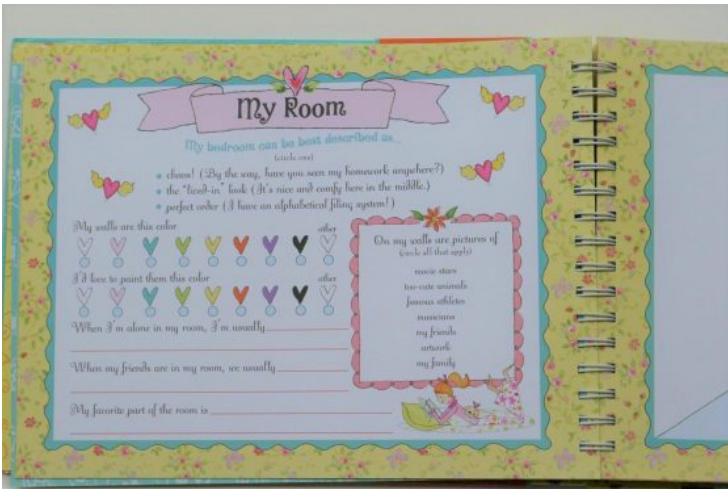 My Room
My bedroom can be best described as...
(circle one)
chaos! (By the way, have you seen my homework anywhere?)
the "lived-in" look (It's nice and comfy here in the middle.)
perfect order (I have an alphabetical filing system!)
My walls are this color
other
I'd love to paint them this color
other
When I'm alone in my room, I'm usually
When my friends are in my room, we usually
My favorite part of the room is
On my walls are pictures of
(circle all that apply)
movie stars
too-cute animals
famous athletes
musicians
my friends
artwork
my family